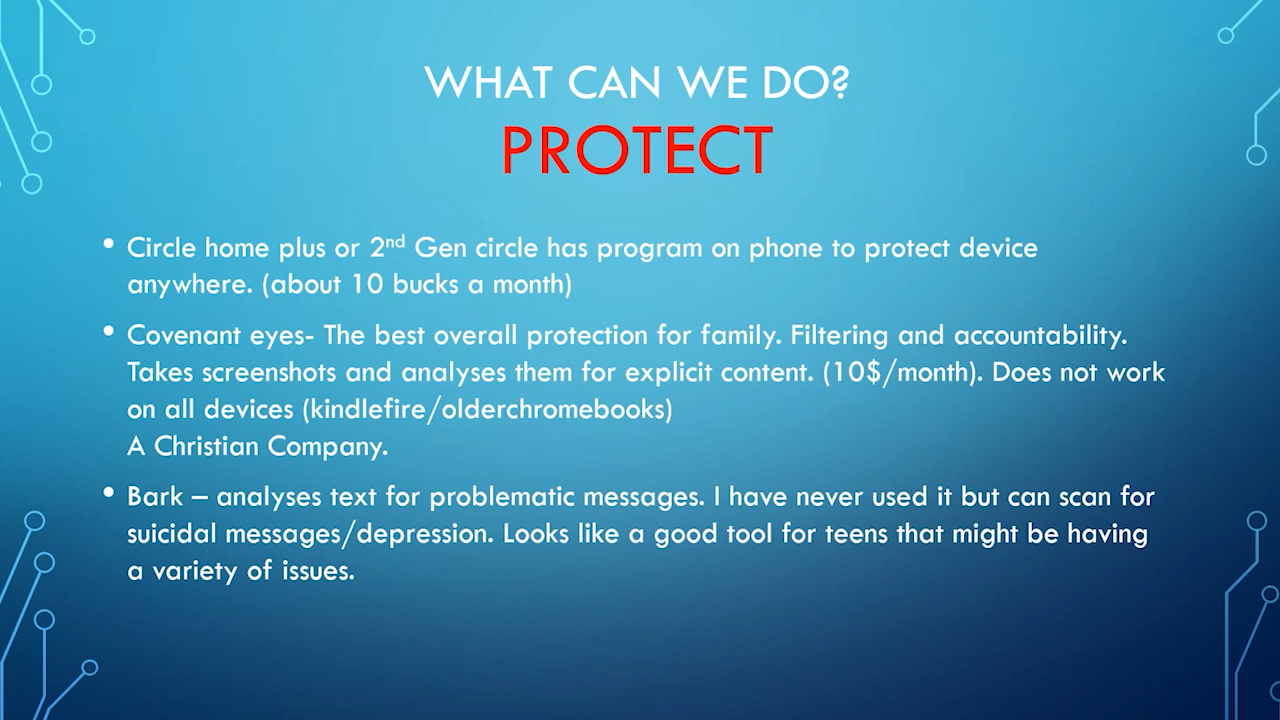 WHAT CAN WE DO?
PROTECT
• Circle home plus or 2nd Gen circle has program on phone to protect device
anywhere. (about 10 bucks a month)
• Covenant eyes- The best overall protection for family. Filtering and accountability.
Takes screenshots and analyses them for explicit content. (10$/month). Does not work
on all devices (kindlefire/olderchromebooks)
A Christian Company.
• Bark – analyses text for problematic messages. I have never used it but can scan for
suicidal messages/depression. Looks like a good tool for teens that might be having
a variety of issues.